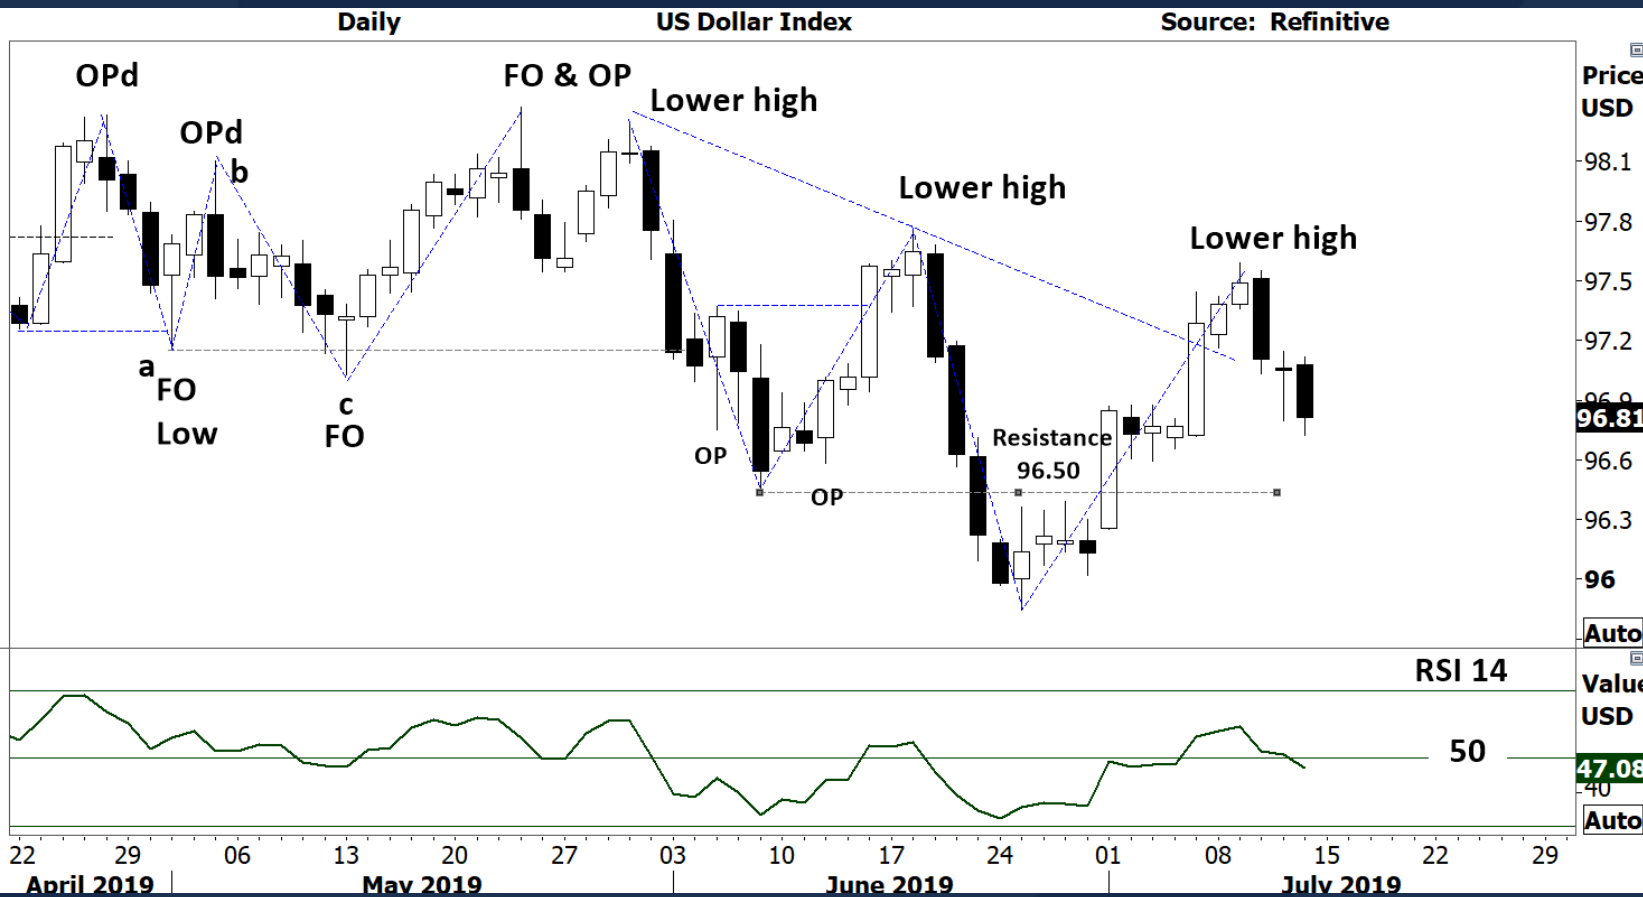 Daily US Dollar Index Source: Refinitive
OPd
FO & OP
Lower high
OPd
b
Lower high
Lower high
a
FO
Low
c
FO
OP
OP
Resistance
96.50
Price
USD
98.1
97.8
97.5
97.2
96.9
96.81
96.6
96.3
96
Auto
RSI 14
50
Value
USD
47.08
40
Auto
22 29 06 13 20 27 03 10 17 24 01 08 15 22 29
April 2019 May 2019 June 2019 July 2019